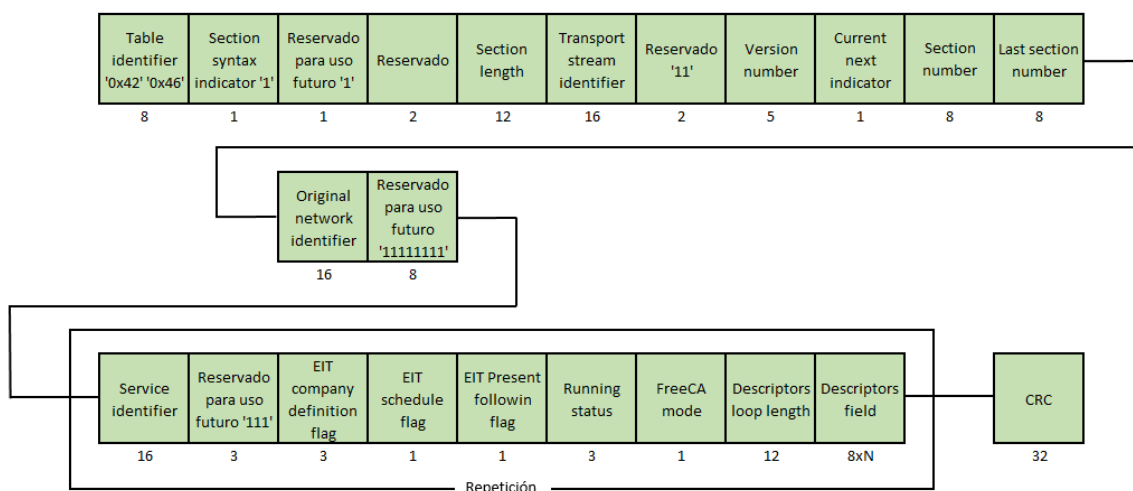 Table
identifier
'0x42' '0x46'
Section
syntax
indicator '1'
Reservado
para uso
futuro '1'
Reservado
Section
length
Transport
stream
identifier
Reservado
'11'
Version
number
Current
next
indicator
Section
number
Last section
number
8
1
1
2
12
16
2
5
1
8
8
Original
network
identifier
Reservado
para uso
futuro
'11111111'
16
8
Service
identifier
Reservado
para uso
futuro '111'
EIT
company
definition
flag
EIT
schedule
flag
EIT Present
followin
flag
Running
status
FreeCA
mode
Descriptors
loop length
Descriptors
field
CRC
16
3
3
1
1
3
1
12
8xN
32
Repetición